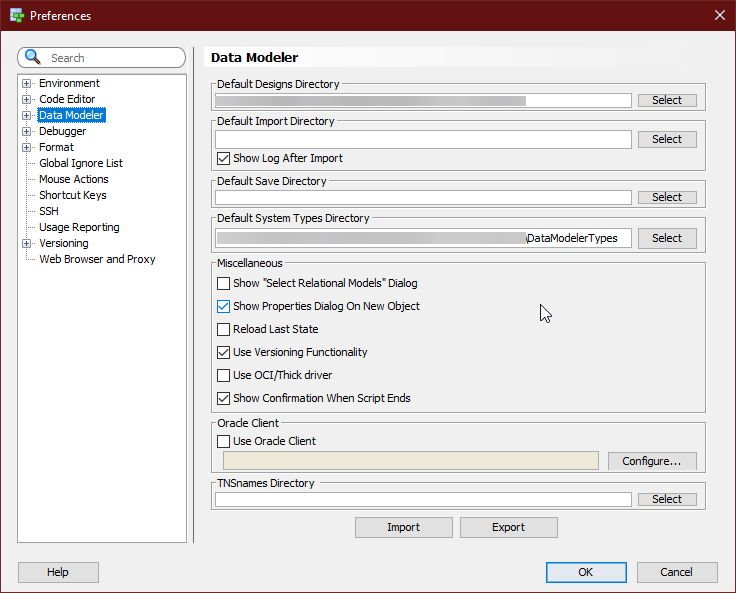 Preferences
Search
Environment
Code Editor
Data Modeler
Debugger
Format
Global Ignore List
Mouse Actions
Shortcut Keys
SSH
Usage Reporting
Versioning
Web Browser and Proxy
Data Modeler
Default Designs Directory
Select
Default Import Directory
Select
Show Log After Import
Default Save Directory
Select
Default System Types Directory
\DataModelerTypes
Select
Miscellaneous
Show "Select Relational Models" Dialog
Show Properties Dialog On New Object
Reload Last State
Use Versioning Functionality
Use OCI/Thick driver
Show Confirmation When Script Ends
Oracle Client
Use Oracle Client
Configure...
TNSnames Directory
Select
Import Export
Help OK Cancel